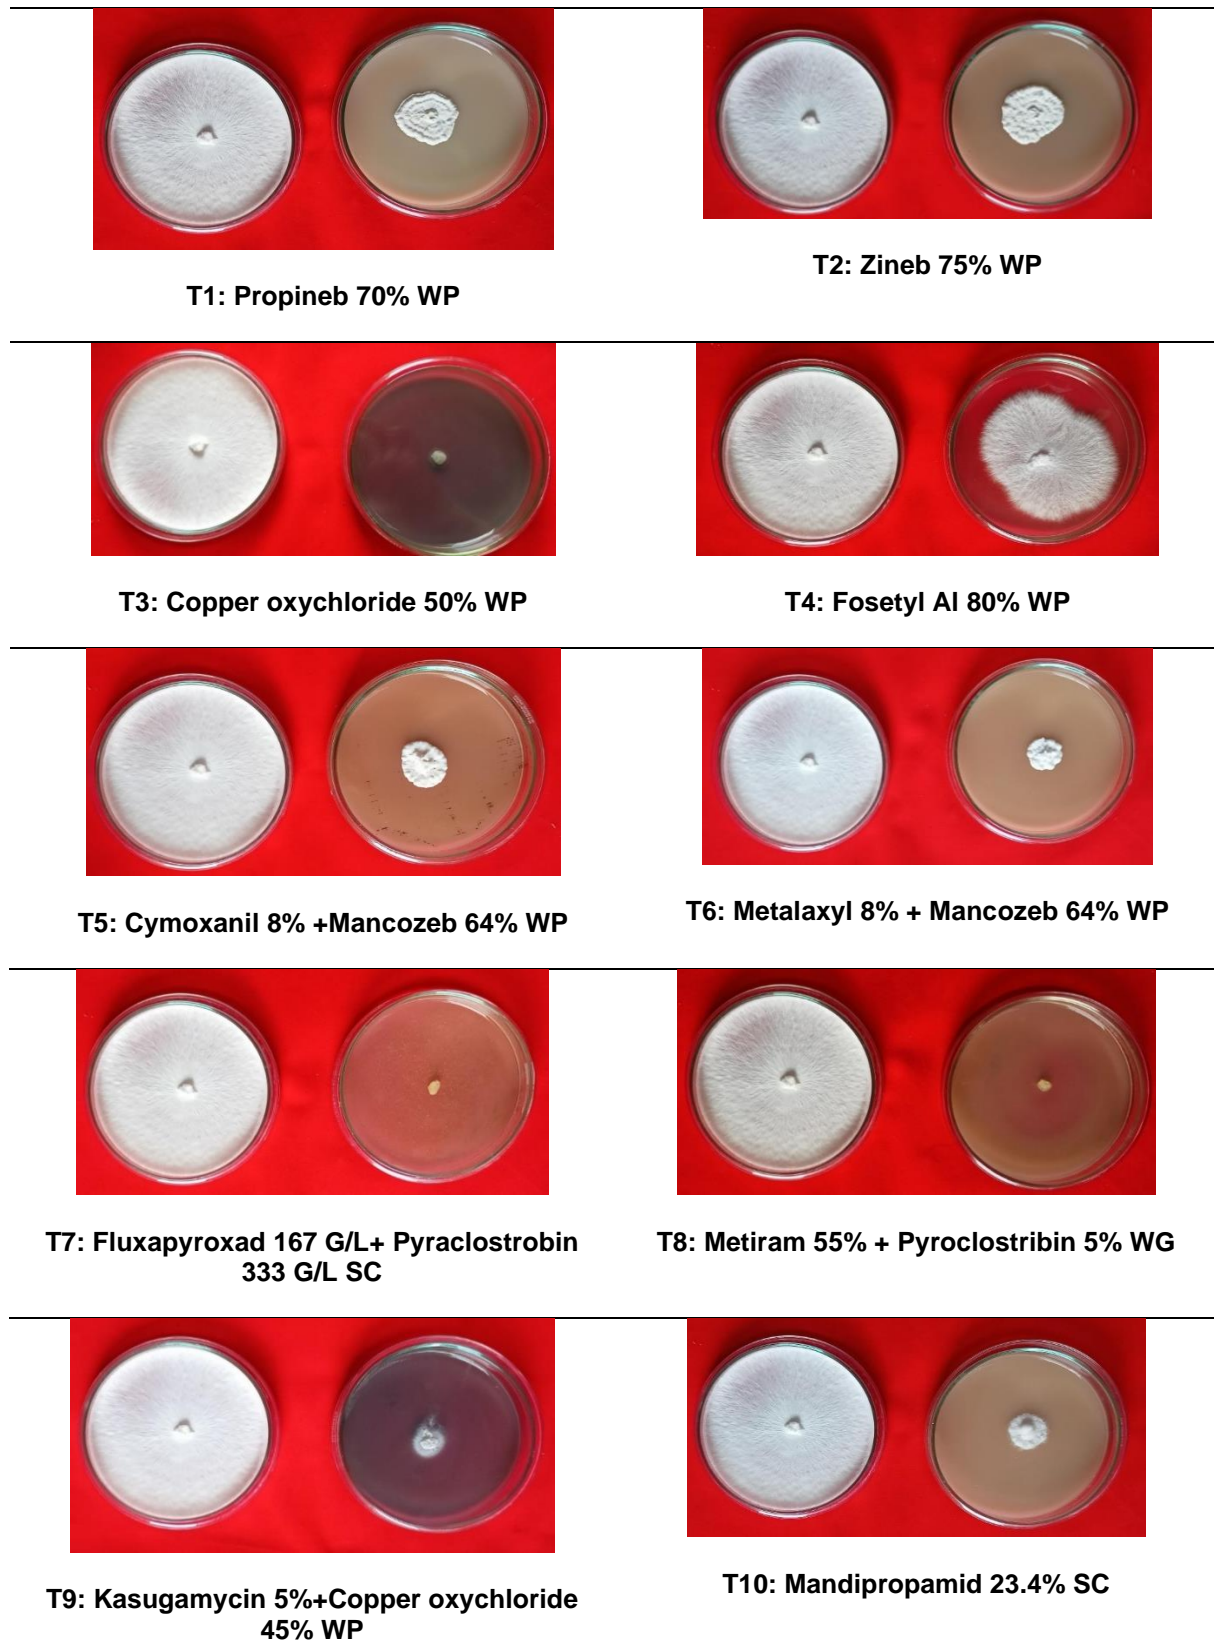 T1: Propineb 70% WP
T2: Zineb 75% WP
T3: Copper oxychloride 50% WP
T4: Fosetyl Al 80% WP
T5: Cymoxanil 8% +Mancozeb 64% WP
T6: Metalaxyl 8% + Mancozeb 64% WP
T7: Fluxapyroxad 167 G/L+ Pyraclostrobin
333 G/L SC
T8: Metiram 55% + Pyroclostribin 5% WG
T9: Kasugamycin 5%+Copper oxychloride
45% WP
T10: Mandipropamid 23.4% SC